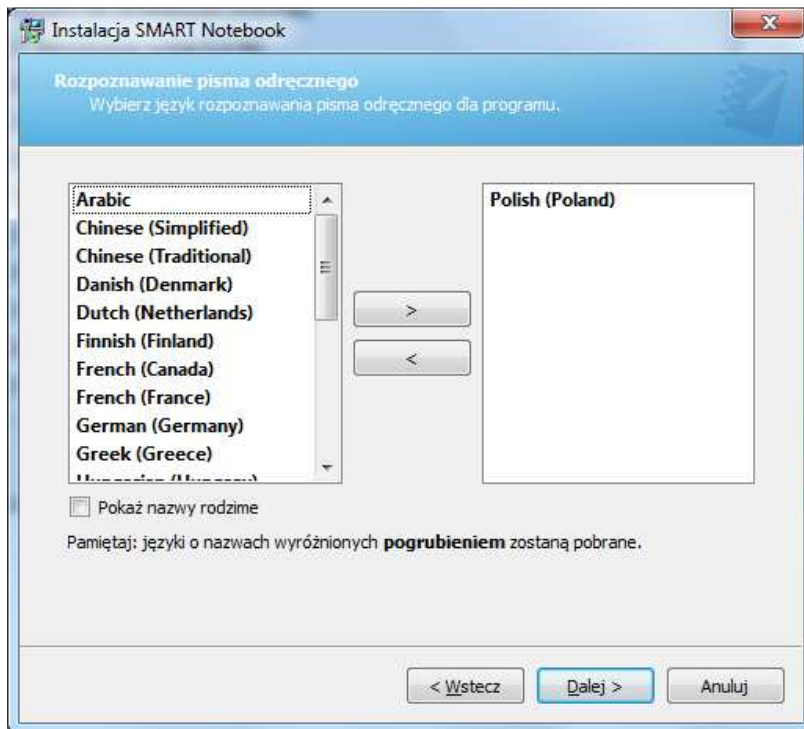 Instalacja SMART Notebook
Rozpoznawanie pisma odręcznego
Wybierz język rozpoznawania pisma odręcznego dla programu.
Arabic
Chinese (Simplified)
Chinese (Traditional)
Danish (Denmark)
Dutch (Netherlands)
Finnish (Finland)
French (Canada)
French (France)
German (Germany)
Greek (Greece)
Hungarian (Hungary)
>
<
Polish (Poland)
Pokaż nazwy rodzime
Pamiętaj: języki o nazwach wyróżnionych pogrubieniem zostaną pobrane.
< Wstecz
Dalej >
Anuluj